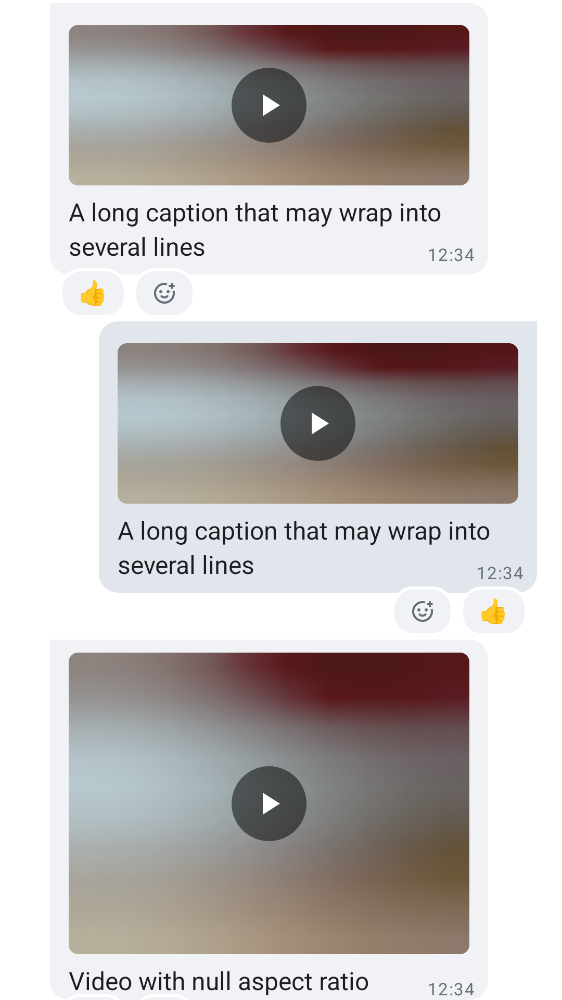 A long caption that may wrap into
several lines
12:34
👍
A long caption that may wrap into
several lines
12:34
👍
Video with null aspect ratio
12:34